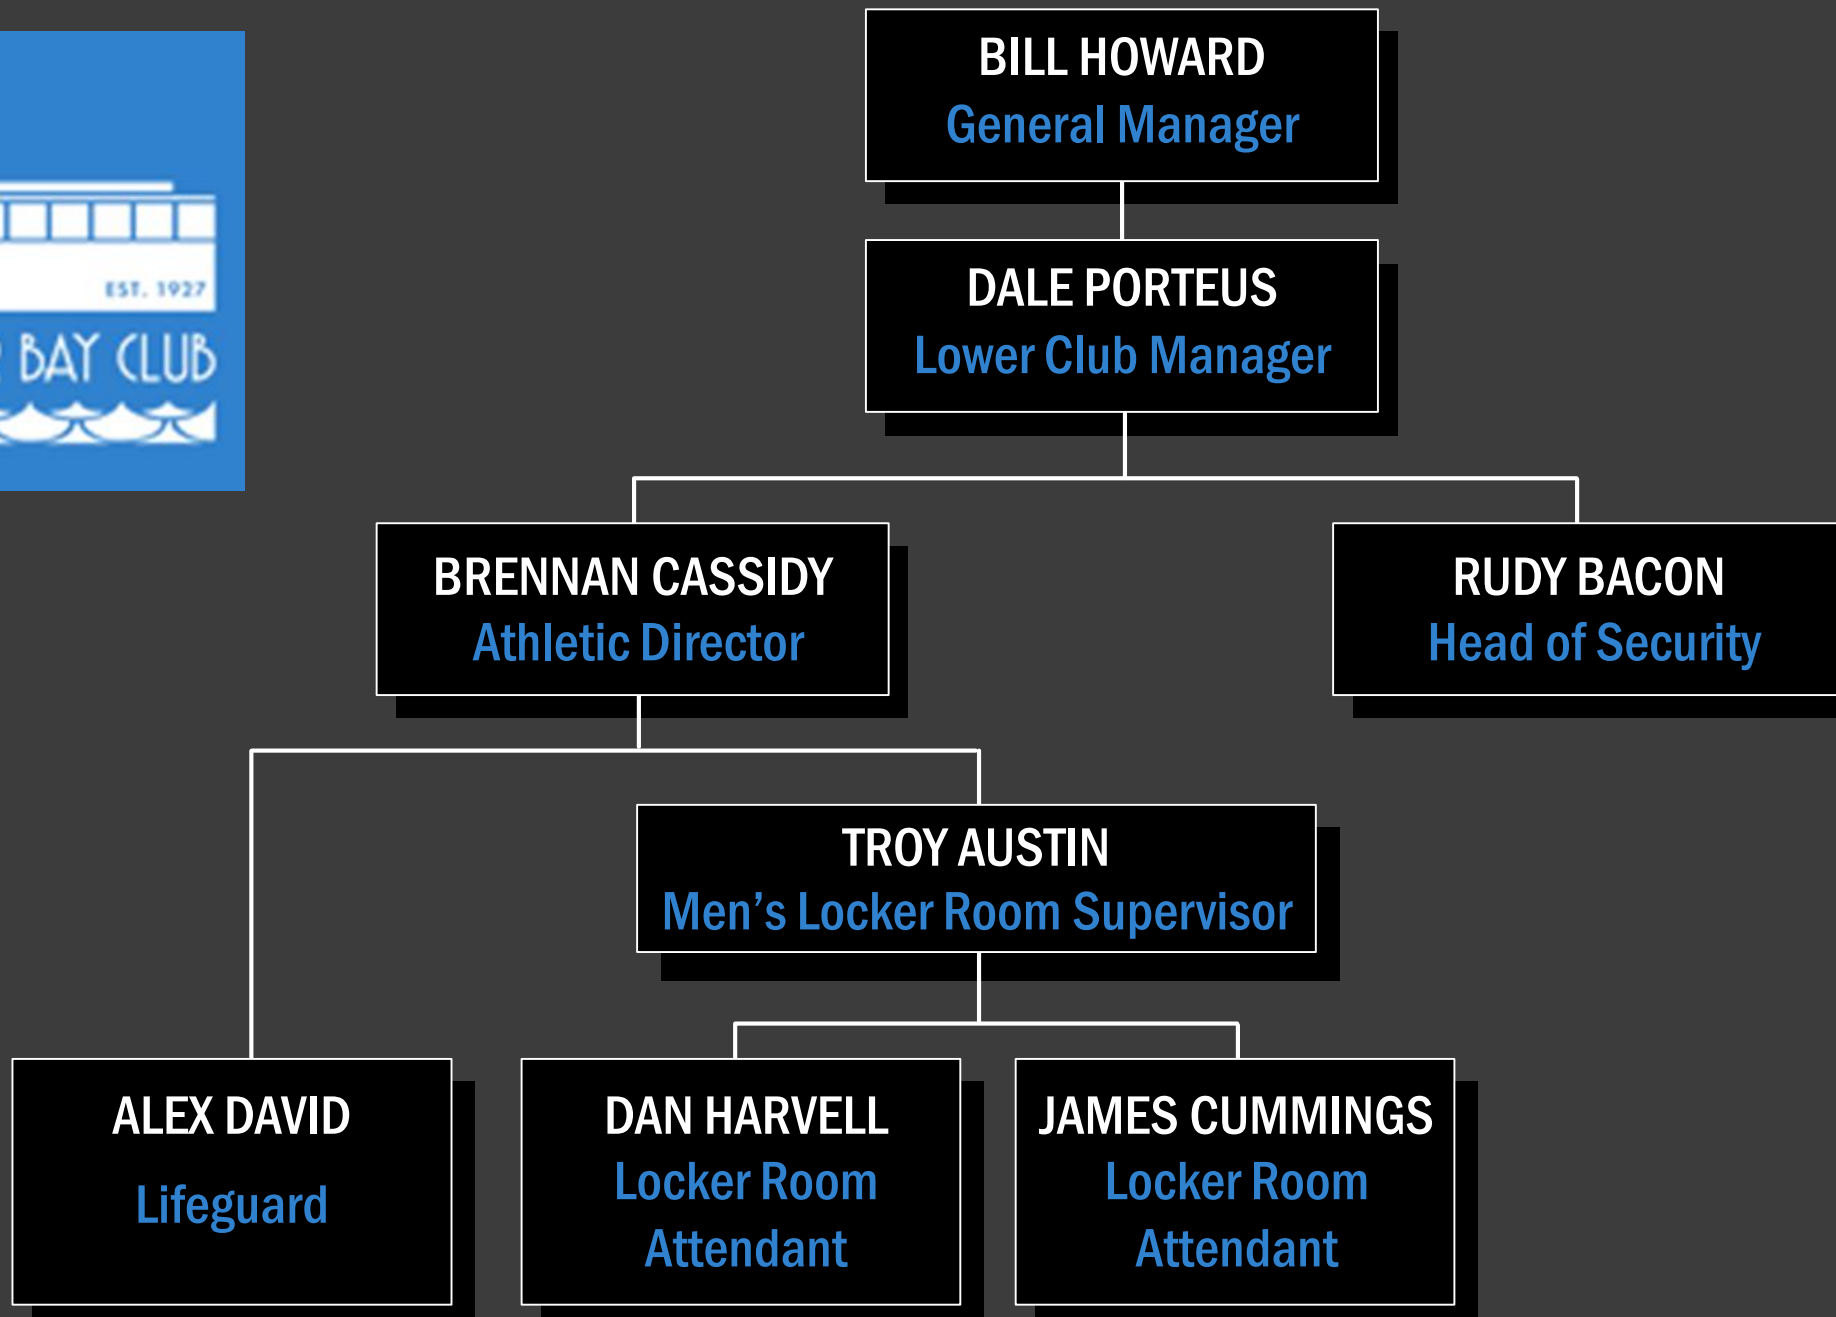 EST. 1927
BAY CLUB
BILL HOWARD
General Manager
DALE PORTEUS
Lower Club Manager
BRENNAN CASSIDY
Athletic Director
RUDY BACON
Head of Security
TROY AUSTIN
Men’s Locker Room Supervisor
ALEX DAVID
Lifeguard
DAN HARVELL
Locker Room
Attendant
JAMES CUMMINGS
Locker Room
Attendant